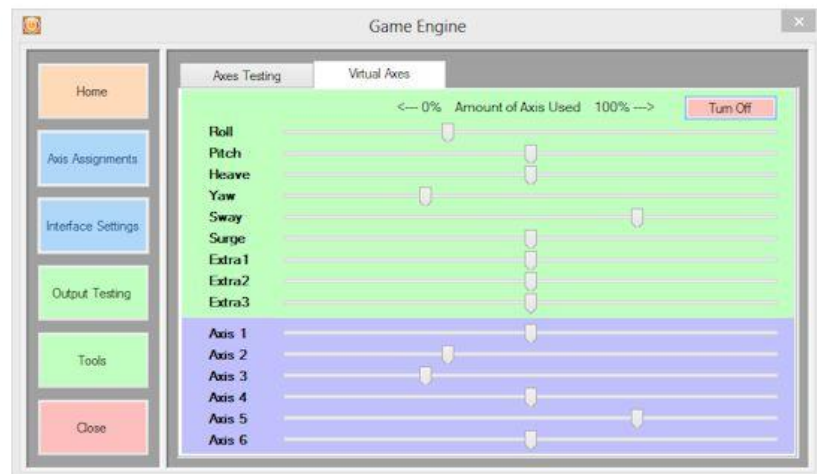 Game Engine
Home
Axis Assignments
Interface Settings
Output Testing
Tools
Close
Axes Testing
Virtual Axes
<--- 0% Amount of Axis Used 100% --->
Turn Off
Roll
Pitch
Heave
Yaw
Sway
Surge
Extra1
Extra2
Extra3
Axis 1
Axis 2
Axis 3
Axis 4
Axis 5
Axis 6